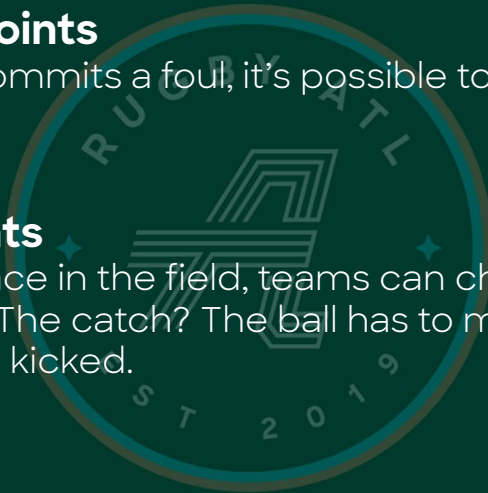 oints
RUGBY ATL
ommits a foul, it's possible to
ts
ce in the field, teams can ch
The catch? The ball has to m
kicked.
EST 2019